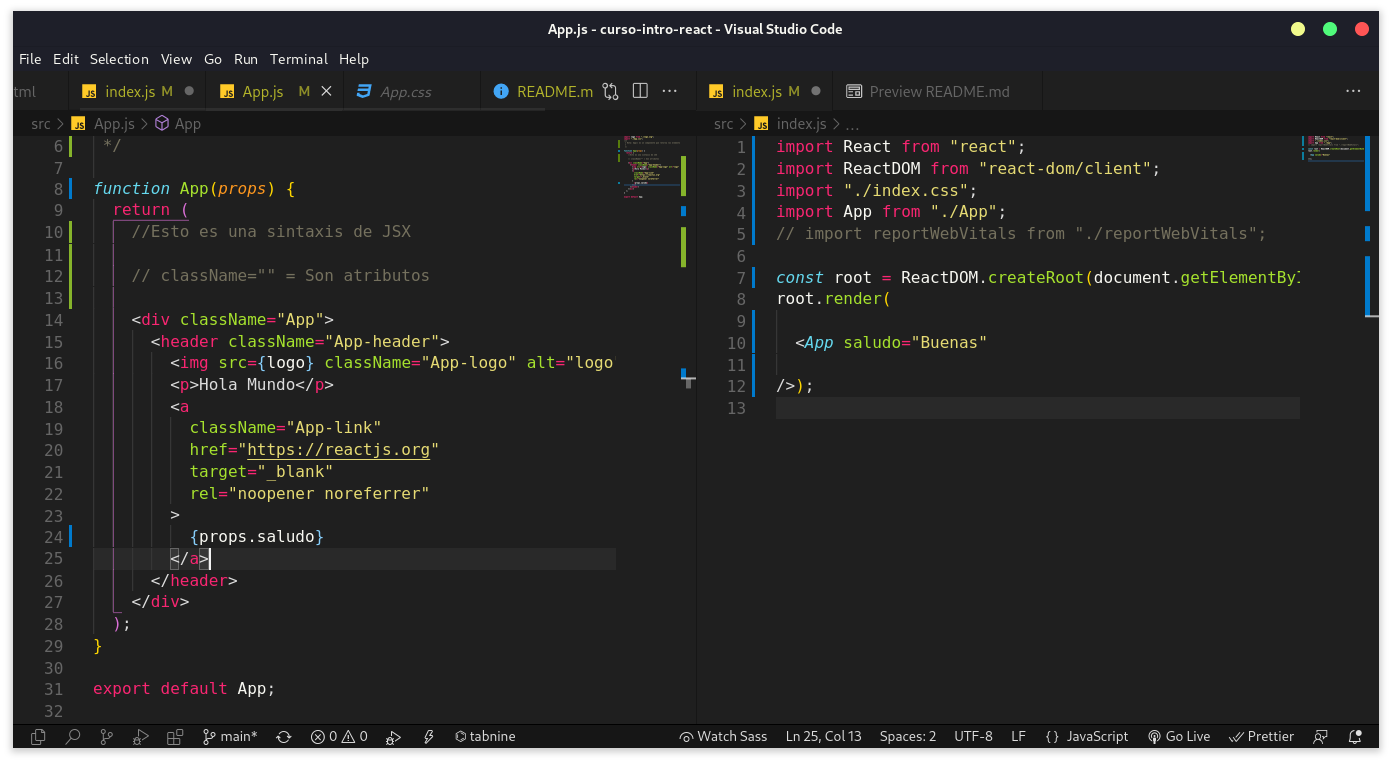 App.js - curso-intro-react - Visual Studio Code
File Edit Selection View Go Run Terminal Help
tml
index.js M
App.js M
App.css
README.m
index.js M
Preview README.md
src > App.js > App
6 */
7
8 function App(props) {
9 return (
10 //Esto es una sintaxis de JSX
11
12 // className="" = Son atributos
13
14 <div className="App">
15 <header className="App-header">
16 <img src={logo} className="App-logo" alt="logo
17 <p>Hola Mundo</p>
18 <a
19 className="App-link"
20 href="https://reactjs.org"
21 target="_blank"
22 rel="noopener noreferrer"
23 >
24 {props.saludo}
25 </a>
26 </header>
27 </div>
28 );
29 }
30
31 export default App;
32
src > index.js > ...
1 import React from "react";
2 import ReactDOM from "react-dom/client";
3 import "./index.css";
4 import App from "./App";
5 // import reportWebVitals from "./reportWebVitals";
6
7 const root = ReactDOM.createRoot(document.getElementBy
8 root.render(
9
10 <App saludo="Buenas"
11
12 />);
13
main* 0 0 tabnine Watch Sass Ln 25, Col 13 Spaces: 2 UTF-8 LF {} JavaScript Go Live Prettier